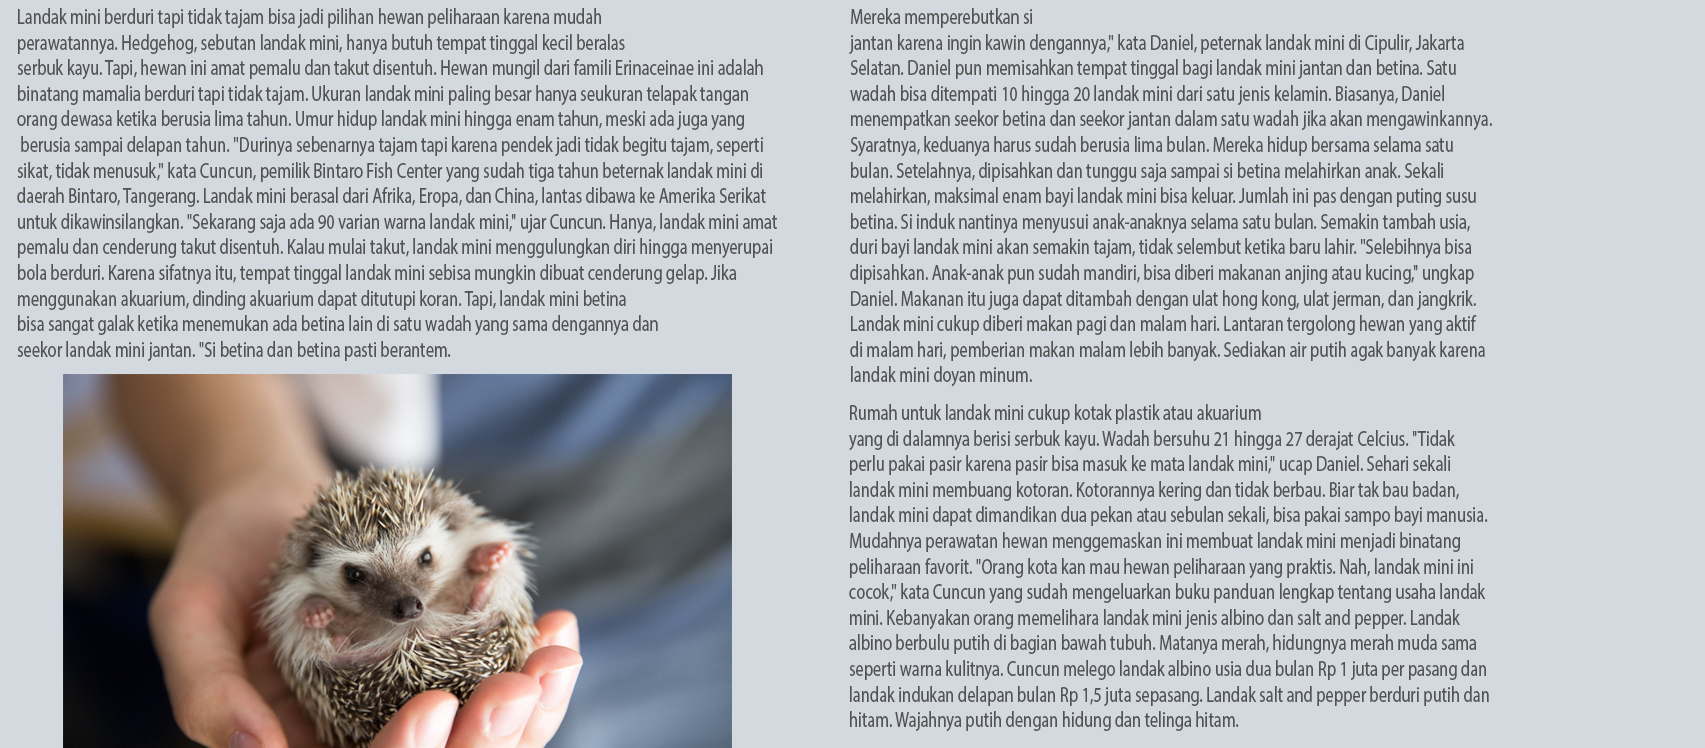 Landak mini berduri tapi tidak tajam bisa jadi pilihan hewan peliharaan karena mudah
perawatannya. Hedgehog, sebutan landak mini, hanya butuh tempat tinggal kecil beralas
serbuk kayu. Tapi, hewan ini amat pemalu dan takut disentuh. Hewan mungil dari famili Erinaceinae ini adalah
binatang mamalia berduri tapi tidak tajam. Ukuran landak mini paling besar hanya seukuran telapak tangan
orang dewasa ketika berusia lima tahun. Umur hidup landak mini hingga enam tahun, meski ada juga yang
berusia sampai delapan tahun. "Durinya sebenarnya tajam tapi karena pendek jadi tidak begitu tajam, seperti
sikat, tidak menusuk," kata Cuncun, pemilik Bintaro Fish Center yang sudah tiga tahun beternak landak mini di
daerah Bintaro, Tangerang. Landak mini berasal dari Afrika, Eropa, dan China, lantas dibawa ke Amerika Serikat
untuk dikawinsilangkan. "Sekarang saja ada 90 varian warna landak mini," ujar Cuncun. Hanya, landak mini amat
pemalu dan cenderung takut disentuh. Kalau mulai takut, landak mini menggulungkan diri hingga menyerupai
bola berduri. Karena sifatnya itu, tempat tinggal landak mini sebisa mungkin dibuat cenderung gelap. Jika
menggunakan akuarium, dinding akuarium dapat ditutupi koran. Tapi, landak mini betina
bisa sangat galak ketika menemukan ada betina lain di satu wadah yang sama dengannya dan
seekor landak mini jantan. "Si betina dan betina pasti berantem.
Mereka memperebutkan si
jantan karena ingin kawin dengannya," kata Daniel, peternak landak mini di Cipulir, Jakarta
Selatan. Daniel pun memisahkan tempat tinggal bagi landak mini jantan dan betina. Satu
wadah bisa ditempati 10 hingga 20 landak mini dari satu jenis kelamin. Biasanya, Daniel
menempatkan seekor betina dan seekor jantan dalam satu wadah jika akan mengawinkannya.
Syaratnya, keduanya harus sudah berusia lima bulan. Mereka hidup bersama selama satu
bulan. Setelahnya, dipisahkan dan tunggu saja sampai si betina melahirkan anak. Sekali
melahirkan, maksimal enam bayi landak mini bisa keluar. Jumlah ini pas dengan puting susu
betina. Si induk nantinya menyusui anak-anaknya selama satu bulan. Semakin tambah usia,
duri bayi landak mini akan semakin tajam, tidak selembut ketika baru lahir. "Selebihnya bisa
dipisahkan. Anak-anak pun sudah mandiri, bisa diberi makanan anjing atau kucing," ungkap
Daniel. Makanan itu juga dapat ditambah dengan ulat hong kong, ulat jerman, dan jangkrik.
Landak mini cukup diberi makan pagi dan malam hari. Lantaran tergolong hewan yang aktif
di malam hari, pemberian makan malam lebih banyak. Sediakan air putih agak banyak karena
landak mini doyan minum.
Rumah untuk landak mini cukup kotak plastik atau akuarium
yang di dalamnya berisi serbuk kayu. Wadah bersuhu 21 hingga 27 derajat Celcius. "Tidak
perlu pakai pasir karena pasir bisa masuk ke mata landak mini," ucap Daniel. Sehari sekali
landak mini membuang kotoran. Kotorannya kering dan tidak berbau. Biar tak bau badan,
landak mini dapat dimandikan dua pekan atau sebulan sekali, bisa pakai sampo bayi manusia.
Mudahnya perawatan hewan menggemaskan ini membuat landak mini menjadi binatang
peliharaan favorit. "Orang kota kan mau hewan peliharaan yang praktis. Nah, landak mini ini
cocok," kata Cuncun yang sudah mengeluarkan buku panduan lengkap tentang usaha landak
mini. Kebanyakan orang memelihara landak mini jenis albino dan salt and pepper. Landak
albino berbulu putih di bagian bawah tubuh. Matanya merah, hidungnya merah muda sama
seperti warna kulitnya. Cuncun melego landak albino usia dua bulan Rp 1 juta per pasang dan
landak indukan delapan bulan Rp 1,5 juta sepasang. Landak salt and pepper berduri putih dan
hitam. Wajahnya putih dengan hidung dan telinga hitam.